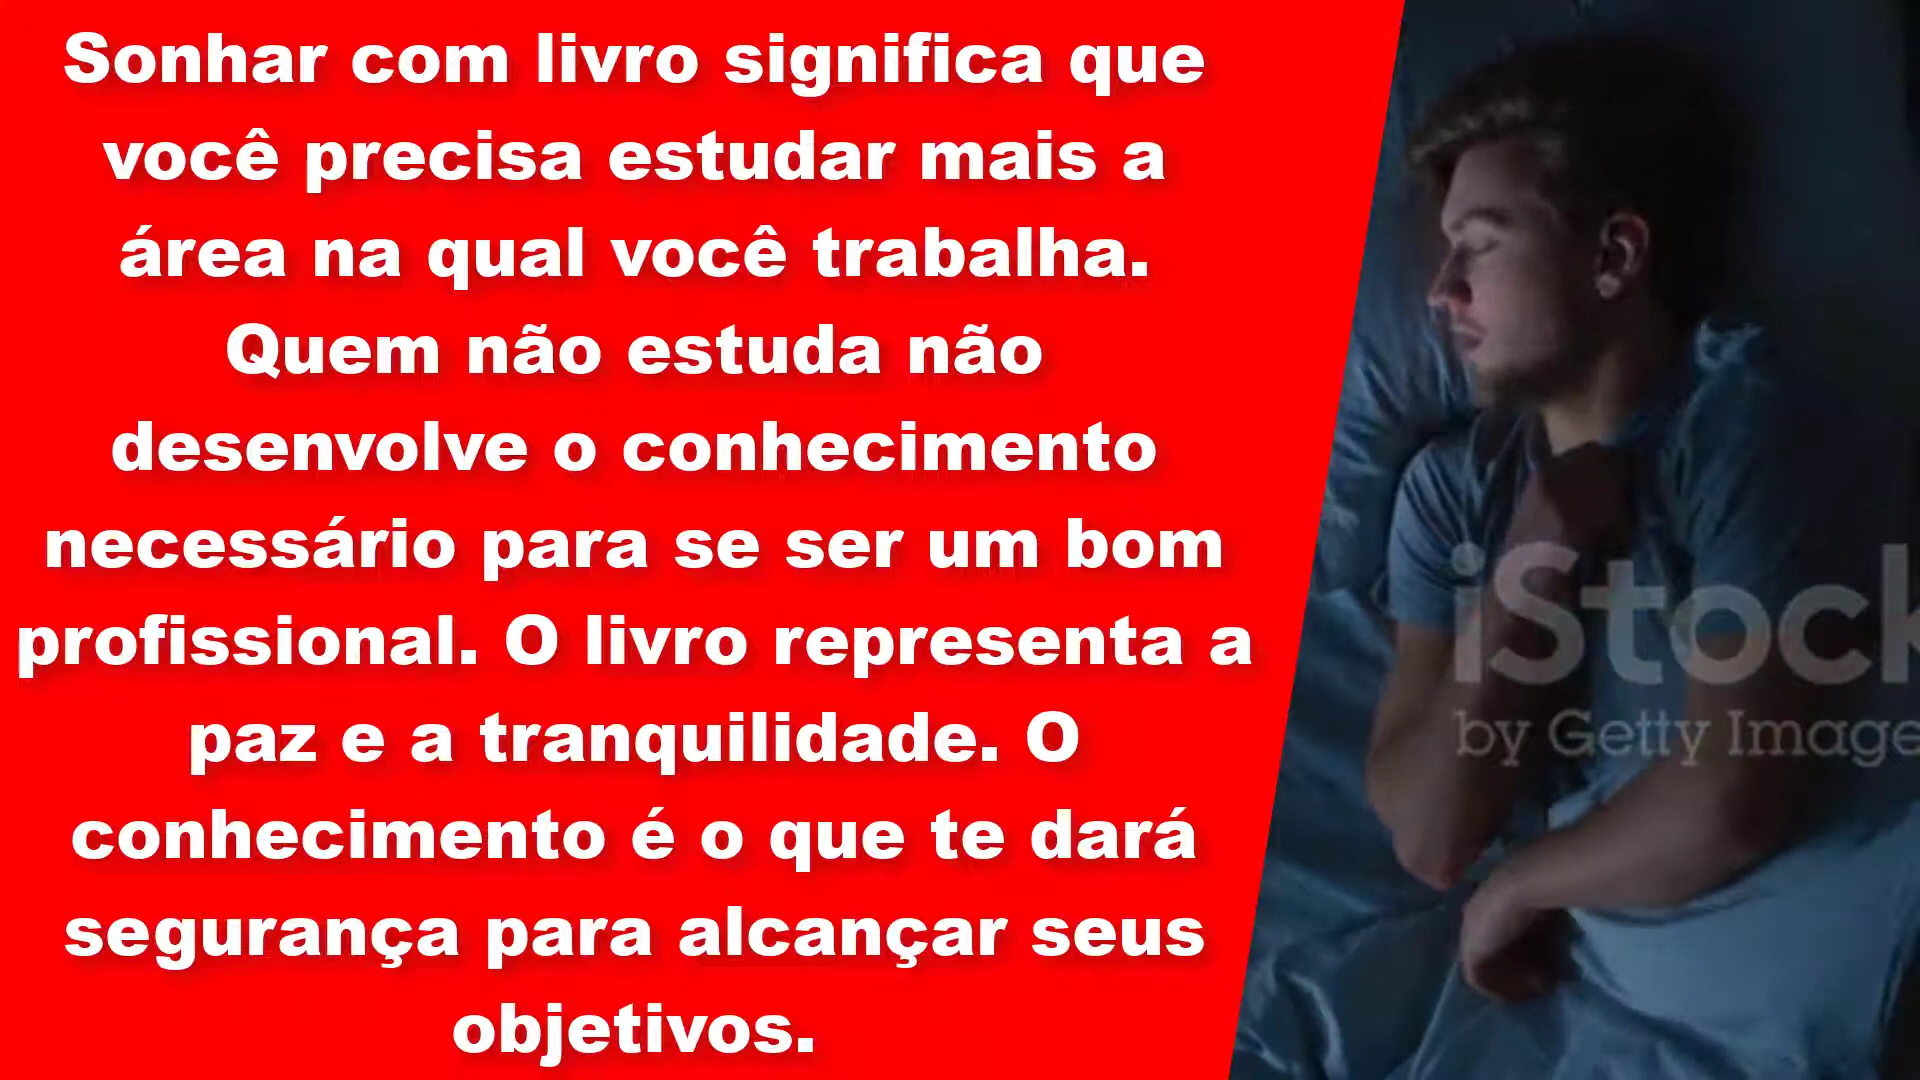 Sonhar com livro significa que
você precisa estudar mais a
área na qual você trabalha.
Quem não estuda não
desenvolve o conhecimento
necessário para se ser um bom
profissional. O livro representa a
paz e a tranquilidade. O
conhecimento é o que te dará
segurança para alcançar seus
objetivos.
iStock
by Getty Image